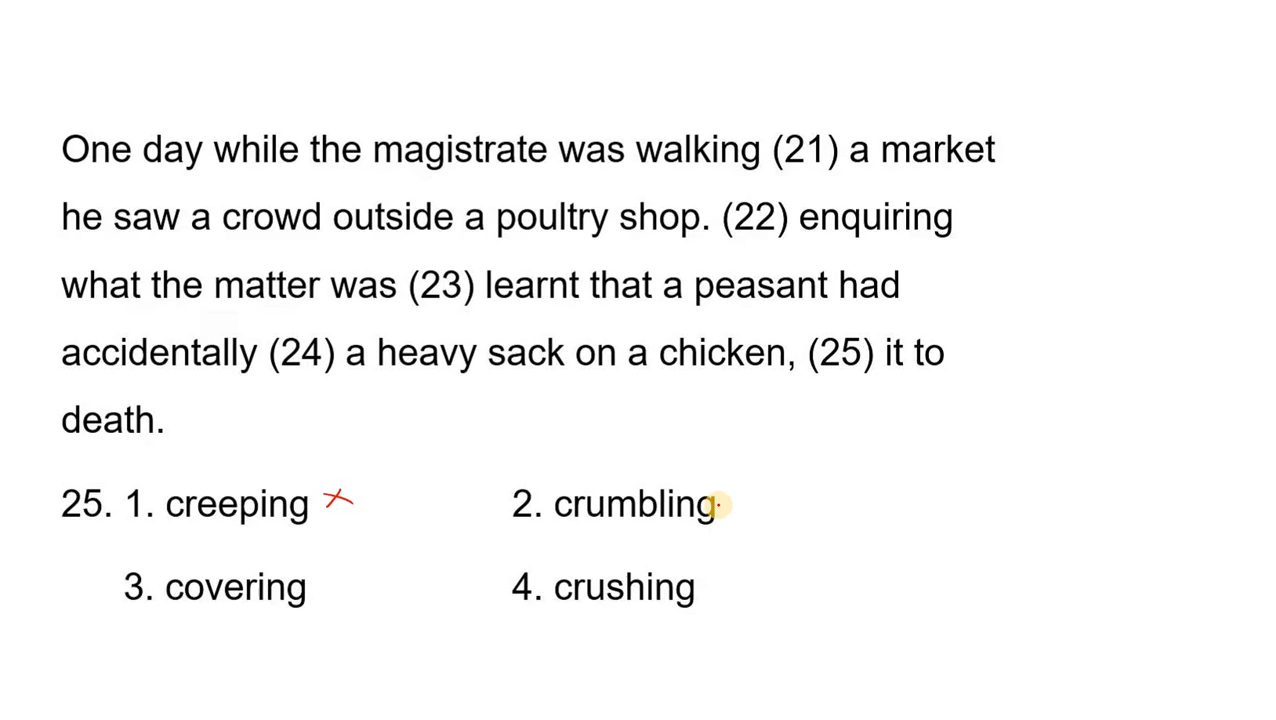 One day while the magistrate was walking (21) a market
he saw a crowd outside a poultry shop. (22) enquiring
what the matter was (23) learnt that a peasant had
accidentally (24) a heavy sack on a chicken, (25) it to
death.
25. 1. creeping 2. crumbling
3. covering 4. crushing